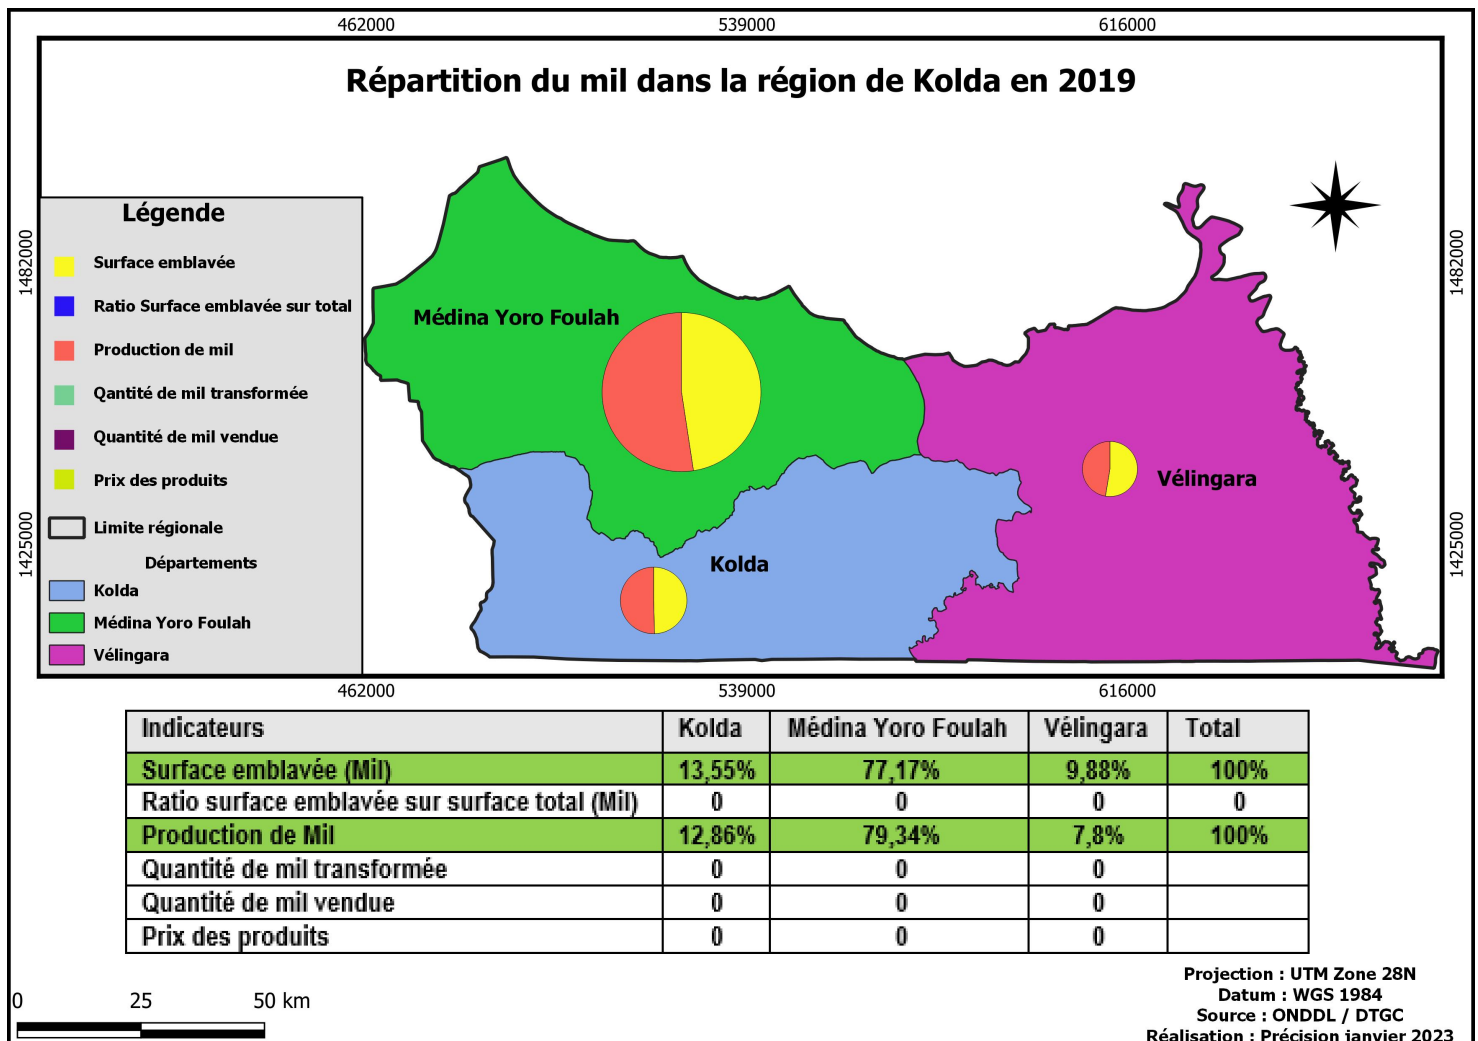 462000 539000 616000
Répartition du mil dans la région de Kolda en 2019
1482000
1482000
1425000
1425000
Légende
Surface emblavée
Ratio Surface emblavée sur total
Production de mil
Qantité de mil transformée
Quantité de mil vendue
Prix des produits
Limite régionale
Départements
Kolda
Médina Yoro Foulah
Vélingara
Médina Yoro Foulah
Vélingara
Kolda
462000 539000 616000
Indicateurs Kolda Médina Yoro Foulah Vélingara Total
Surface emblavée (Mil) 13,55% 77,17% 9,88% 100%
Ratio surface emblavée sur surface total (Mil) 0 0 0 0
Production de Mil 12,86% 79,34% 7,8% 100%
Quantité de mil transformée 0 0 0
Quantité de mil vendue 0 0 0
Prix des produits 0 0 0
0 25 50 km
Projection : UTM Zone 28N
Datum : WGS 1984
Source : ONDDL / DTGC
Réalisation : Précision janvier 2023